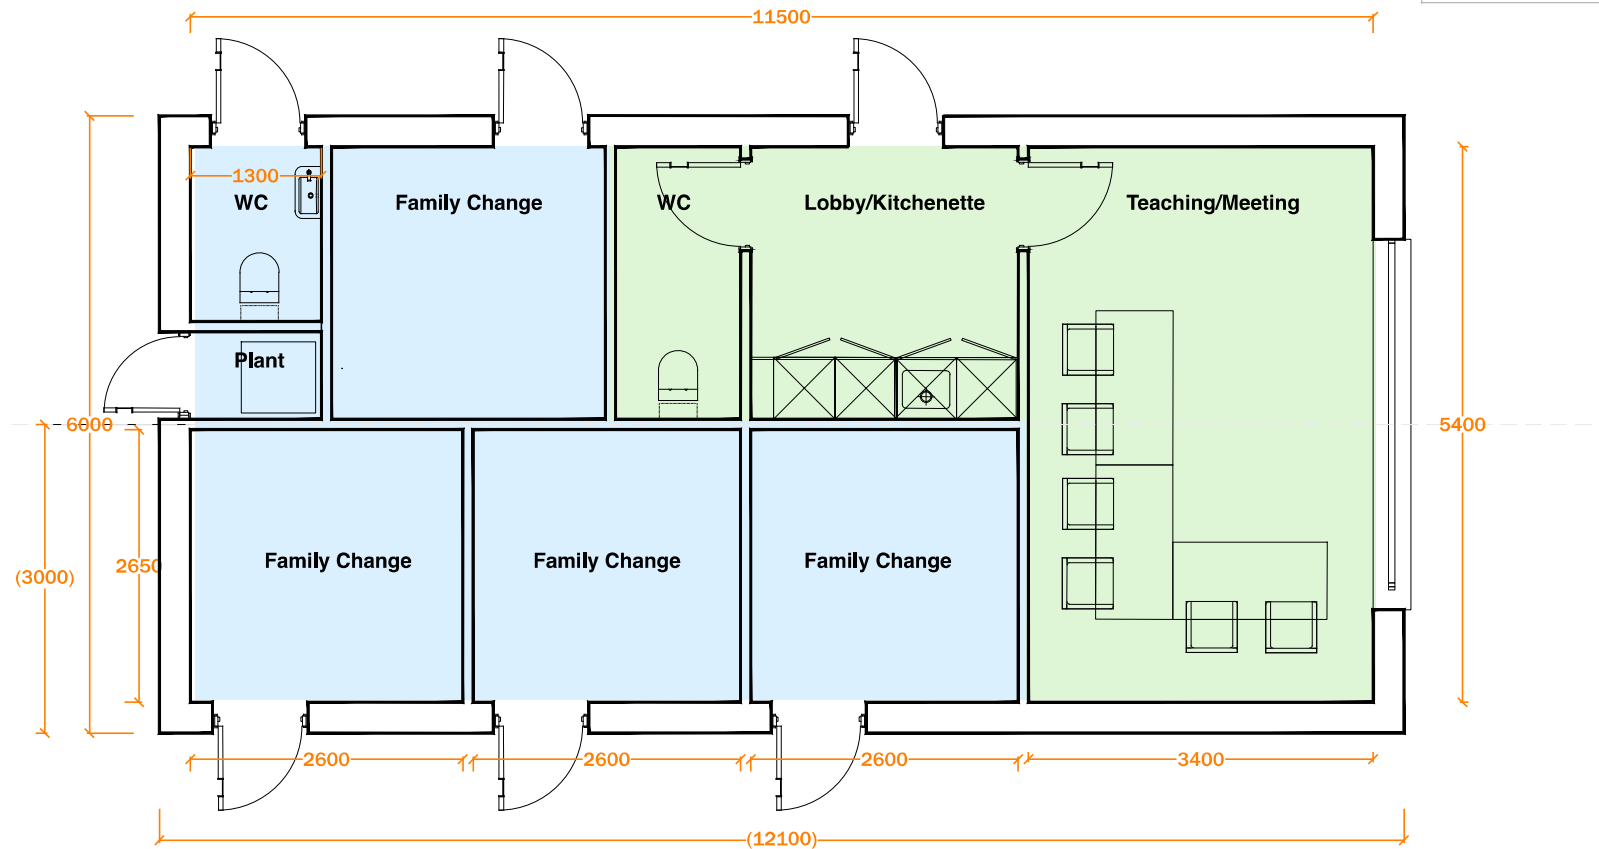 11500
1300
WC
Family Change
WC
Lobby/Kitchenette
Teaching/Meeting
Plant
6000
5400
(3000)
2650
Family Change
Family Change
Family Change
2600
2600
2600
3400
(12100)